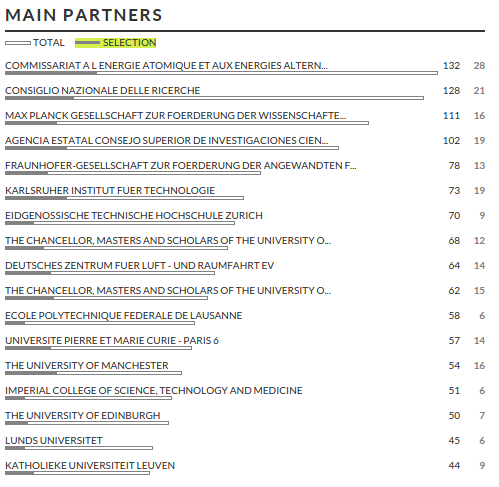 MAIN PARTNERS
TOTAL SELECTION
COMMISSARIAT A L ENERGIE ATOMIQUE ET AUX ENERGIES ALTERN... 132 28
CONSIGLIO NAZIONALE DELLE RICERCHE 128 21
MAX PLANCK GESELLSCHAFT ZUR FOERDERUNG DER WISSENSCHAFTE... 111 16
AGENCIA ESTATAL CONSEJO SUPERIOR DE INVESTIGACIONES CIEN... 102 19
FRAUNHOFER-GESELLSCHAFT ZUR FOERDERUNG DER ANGEWANDTEN F... 78 13
KARLSRUHER INSTITUT FUER TECHNOLOGIE 73 19
EIDGENOSSISCHE TECHNISCHE HOCHSCHULE ZURICH 70 9
THE CHANCELLOR, MASTERS AND SCHOLARS OF THE UNIVERSITY O... 68 12
DEUTSCHES ZENTRUM FUER LUFT - UND RAUMFAHRT EV 64 14
THE CHANCELLOR, MASTERS AND SCHOLARS OF THE UNIVERSITY O... 62 15
ECOLE POLYTECHNIQUE FEDERALE DE LAUSANNE 58 6
UNIVERSITE PIERRE ET MARIE CURIE - PARIS 6 57 14
THE UNIVERSITY OF MANCHESTER 54 16
IMPERIAL COLLEGE OF SCIENCE, TECHNOLOGY AND MEDICINE 51 6
THE UNIVERSITY OF EDINBURGH 50 7
LUNDS UNIVERSITET 45 6
KATHOLIEKE UNIVERSITEIT LEUVEN 44 9